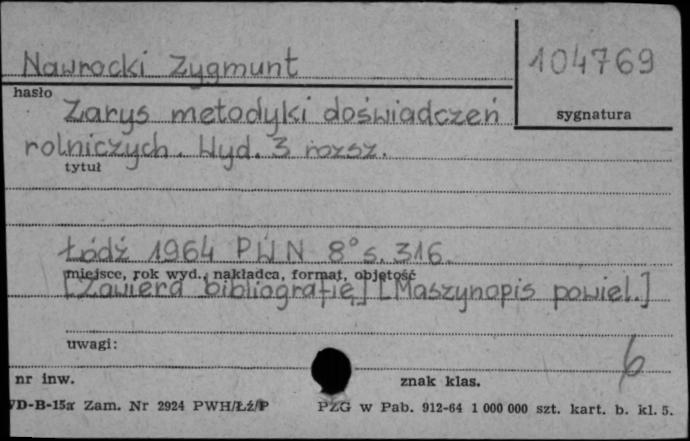 Nawrocki Zygmunt
104769
hasło
sygnatura
Zarys metodyki doświadczeń
rolniczych. Wyd. 3 rozsz.
tytuł
Łódź 1964 PWN 8° s. 316.
miejsce, rok wyd., nakładca, format, objętość
[Zawiera bibliografię] [Maszynopis powiel.]
uwagi:
6
nr inw.
znak klas.
D-B-15a Zam. Nr 2924 PWH/Łź/P PZG w Pab. 912-64 1 000 000 szt. kart. b. kl. 5.